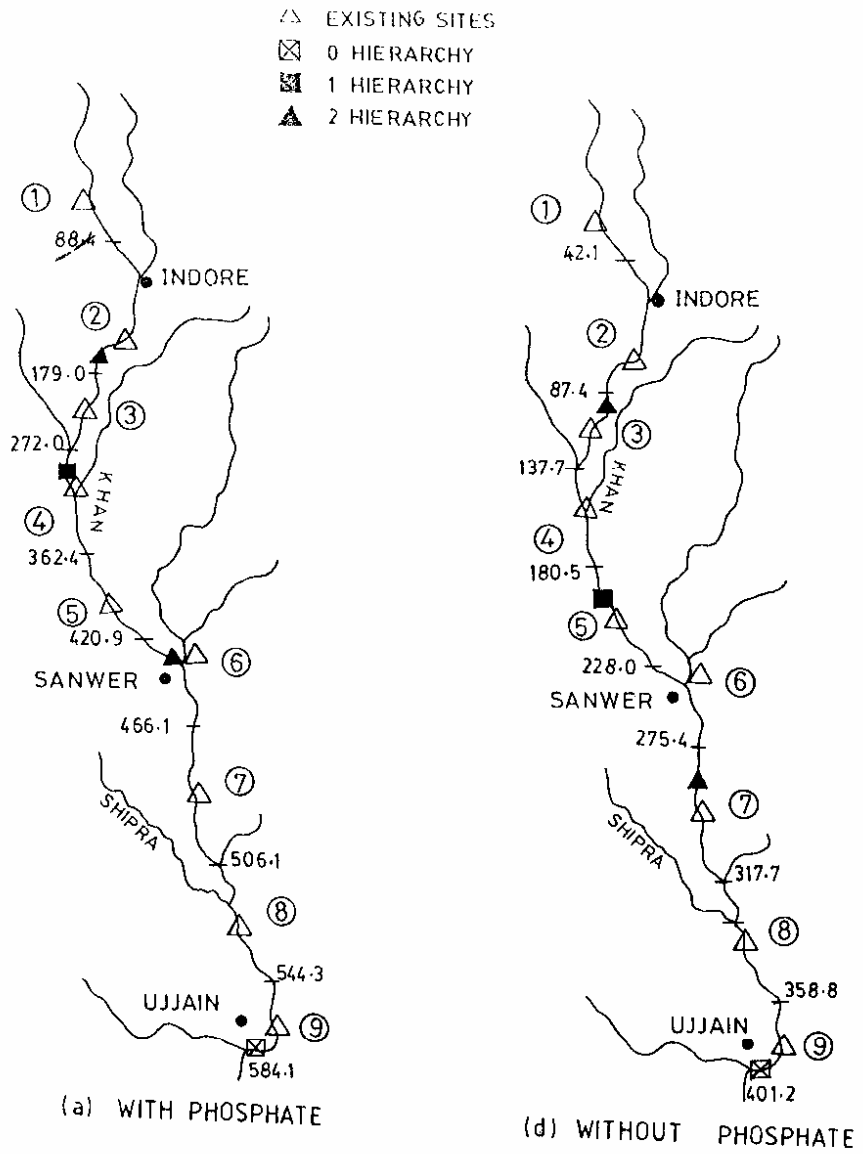 EXISTING SITES
0 HIERARCHY
1 HIERARCHY
2 HIERARCHY
1
88.4
INDORE
2
179.0
3
272.0
KHAN
4
362.4
5
420.9
6
SANWER
466.1
7
SHIPRA
506.1
8
544.3
UJJAIN
9
584.1
(a) WITH PHOSPHATE
1
42.1
INDORE
2
87.4
3
137.7
KHAN
4
180.5
5
228.0
6
SANWER
275.4
7
SHIPRA
317.7
8
358.8
UJJAIN
9
401.2
(d) WITHOUT PHOSPHATE